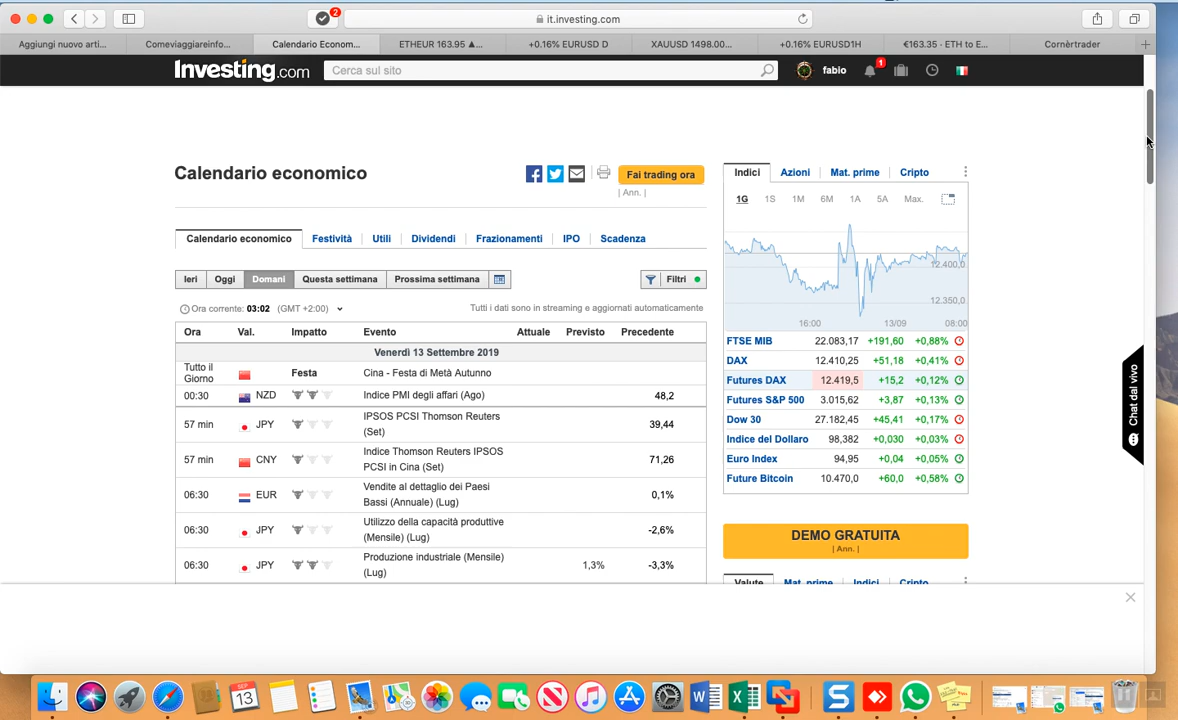 2
it.investing.com
Aggiungi nuovo arti...
Comeviaggiareinfo...
Calendario Econom...
ETHEUR 163.95 ▲...
+0.16% EURUSD D
XAUUSD 1498.00...
+0.16% EURUSD1H
€163.35 - ETH to E...
Cornèrtrader
Investing.com
Cerca sul sito
fabio
1
Calendario economico
Fai trading ora
| Ann. |
Calendario economico
Festività
Utili
Dividendi
Frazionamenti
IPO
Scadenza
Ieri
Oggi
Domani
Questa settimana
Prossima settimana
Filtri
Ora corrente: 03:02 (GMT +2:00)
Tutti i dati sono in streaming e aggiornati automaticamente
Ora Val. Impatto Evento Attuale Previsto Precedente
Venerdì 13 Settembre 2019
Tutto il
Giorno
Festa
Cina - Festa di Metà Autunno
00:30 NZD Indice PMI degli affari (Ago) 48,2
57 min JPY IPSOS PCSI Thomson Reuters
(Set)
39,44
57 min CNY Indice Thomson Reuters IPSOS
PCSI in Cina (Set)
71,26
06:30 EUR Vendite al dettaglio dei Paesi
Bassi (Annuale) (Lug)
0,1%
06:30 JPY Utilizzo della capacità produttive
(Mensile) (Lug)
-2,6%
06:30 JPY Produzione industriale (Mensile)
(Lug)
1,3% -3,3%
Indici
Azioni
Mat. prime
Cripto
1G 1S 1M 6M 1A 5A Max.
12.400,0
12.350,0
16:00 13/09 08:00
FTSE MIB 22.083,17 +191,60 +0,88%
DAX 12.410,25 +51,18 +0,41%
Futures DAX 12.419,5 +15,2 +0,12%
Futures S&P 500 3.015,62 +3,87 +0,13%
Dow 30 27.182,45 +45,41 +0,17%
Indice del Dollaro 98,382 +0,030 +0,03%
Euro Index 94,95 +0,04 +0,05%
Future Bitcoin 10.470,0 +60,0 +0,58%
DEMO GRATUITA
| Ann. |
Valute
Mat. prime
Indici
Cripto
Chat dal vivo
SEP
13